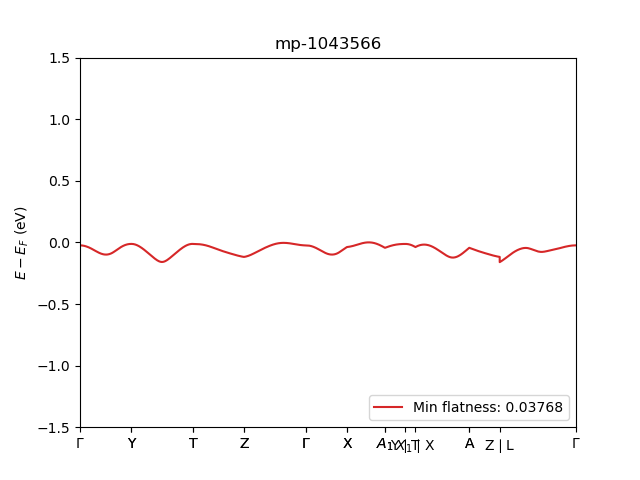 mp-1043566
1.5
1.0
0.5
0.0
−0.5
−1.0
−1.5
E − E_F (eV)
Min flatness: 0.03768
Γ Y T Z Γ X A₁ Y X₁ T | X A Z | L Γ